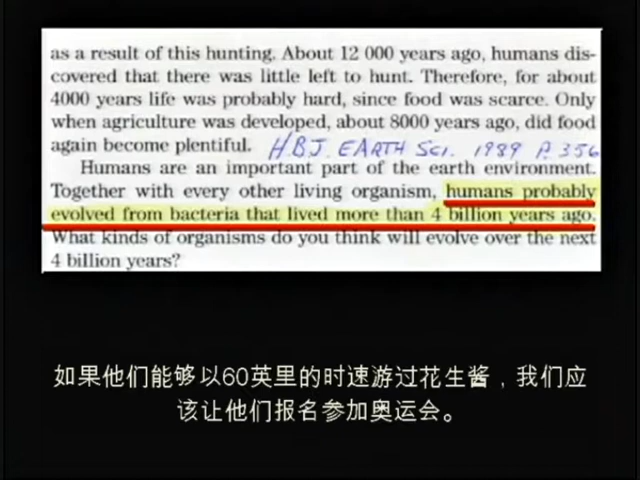 as a result of this hunting. About 12 000 years ago, humans dis-
covered that there was little left to hunt. Therefore, for about
4000 years life was probably hard, since food was scarce. Only
when agriculture was developed, about 8000 years ago, did food
again become plentiful. HBJ EARTH Sci. 1989 P. 356
Humans are an important part of the earth environment.
Together with every other living organism, humans probably
evolved from bacteria that lived more than 4 billion years ago.
What kinds of organisms do you think will evolve over the next
4 billion years?
如果他们能够以60英里的时速游过花生酱，我们应
该让他们报名参加奥运会。